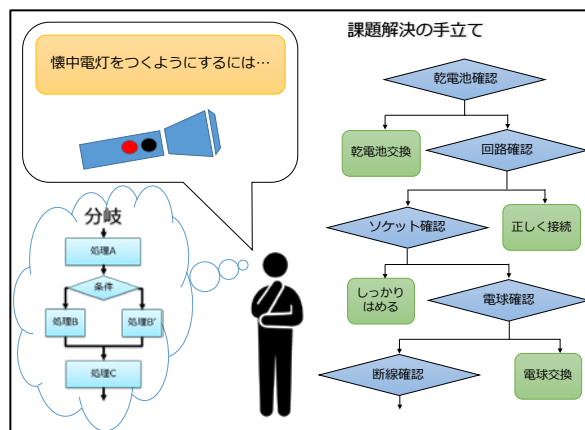 課題解決の手立て
懐中電灯をつくようにするには…
分岐
処理A
条件
処理B
処理B'
処理C
乾電池確認
乾電池交換
回路確認
ソケット確認
正しく接続
しっかり
はめる
電球確認
断線確認
電球交換